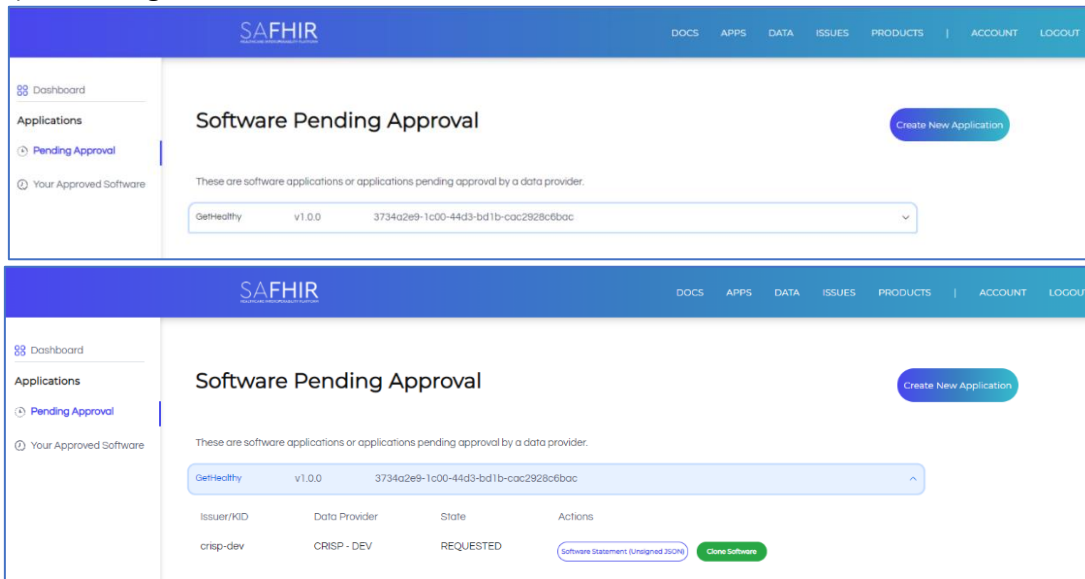 SAFHIR
DOCS APPS DATA ISSUES PRODUCTS | ACCOUNT LOGOUT
Dashboard
Applications
Pending Approval
Your Approved Software
Software Pending Approval
Create New Application
These are software applications or applications pending approval by a data provider.
GetHealthy v1.0.0 3734a2e9-1c00-44d3-bd1b-cac2928c6bac
SAFHIR
DOCS APPS DATA ISSUES PRODUCTS | ACCOUNT LOGOU
Dashboard
Applications
Pending Approval
Your Approved Software
Software Pending Approval
Create New Application
These are software applications or applications pending approval by a data provider.
GetHealthy v1.0.0 3734a2e9-1c00-44d3-bd1b-cac2928c6bac
Issuer/KID Data Provider State Actions
crisp-dev CRISP - DEV REQUESTED Software Statement (Unsigned JSON) Clone Software